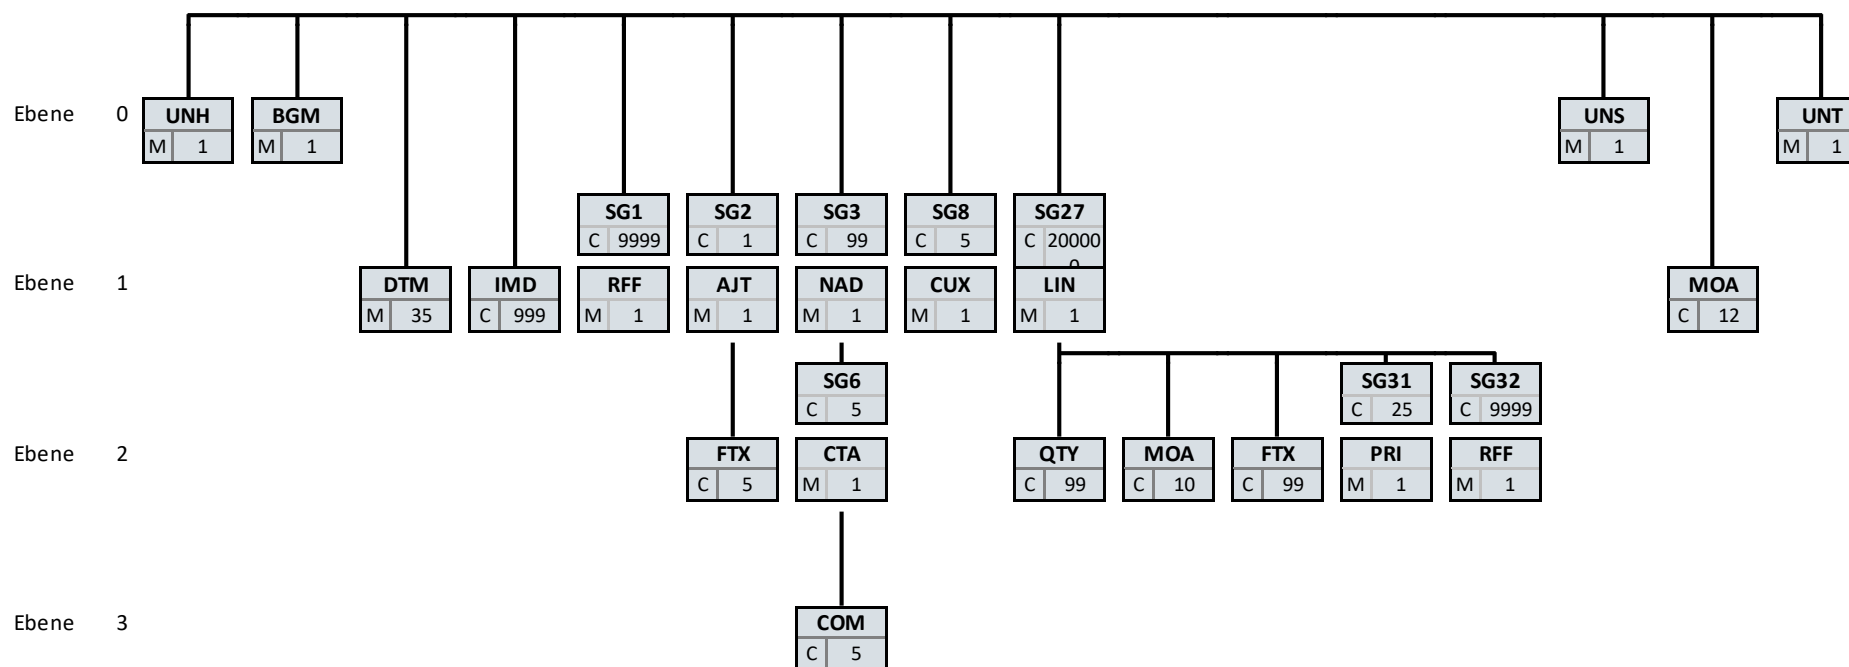 Ebene 0 UNH BGM UNS UNT
M 1 M 1 M 1 M 1
SG1 SG2 SG3 SG8 SG27
C 9999 C 1 C 99 C 5 C 20000
0
Ebene 1 DTM IMD RFF AJT NAD CUX LIN MOA
M 35 C 999 M 1 M 1 M 1 M 1 M 1 C 12
SG6 SG31 SG32
C 5 C 25 C 9999
Ebene 2 FTX CTA QTY MOA FTX PRI RFF
C 5 M 1 C 99 C 10 C 99 M 1 M 1
Ebene 3 COM
C 5